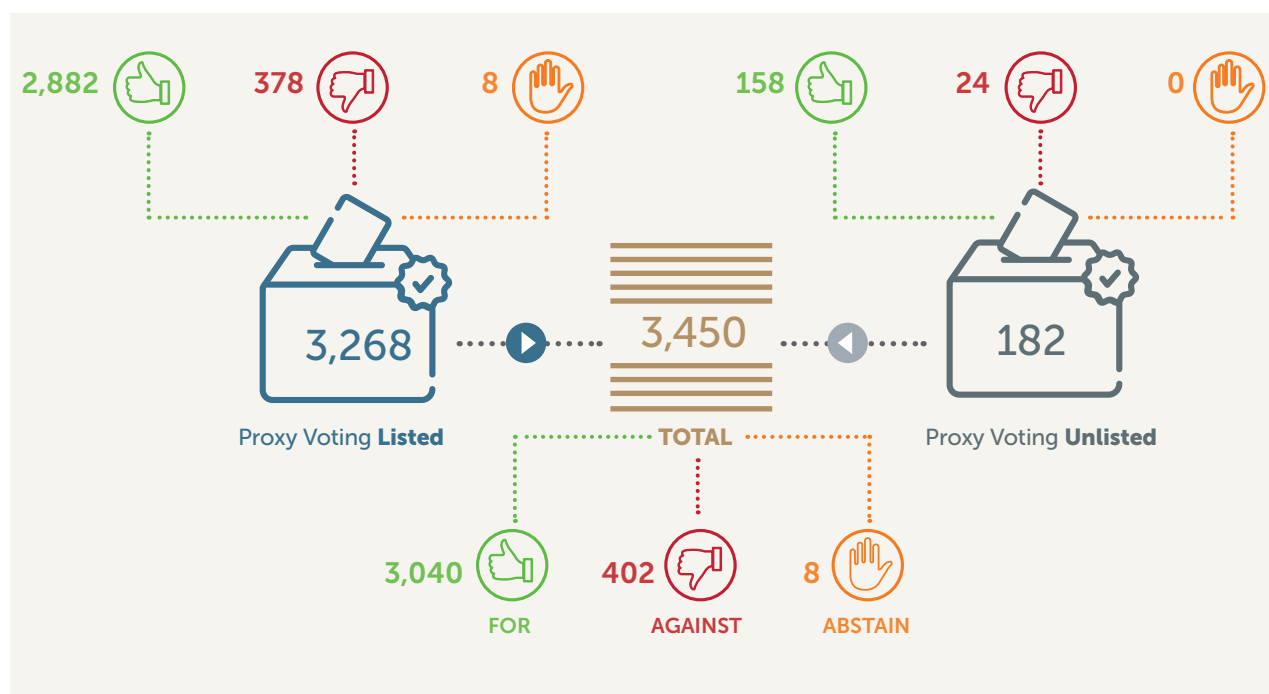 2,882 378 8 158 24 0
3,268 3,450 182
Proxy Voting Listed TOTAL Proxy Voting Unlisted
3,040 402 8
FOR AGAINST ABSTAIN